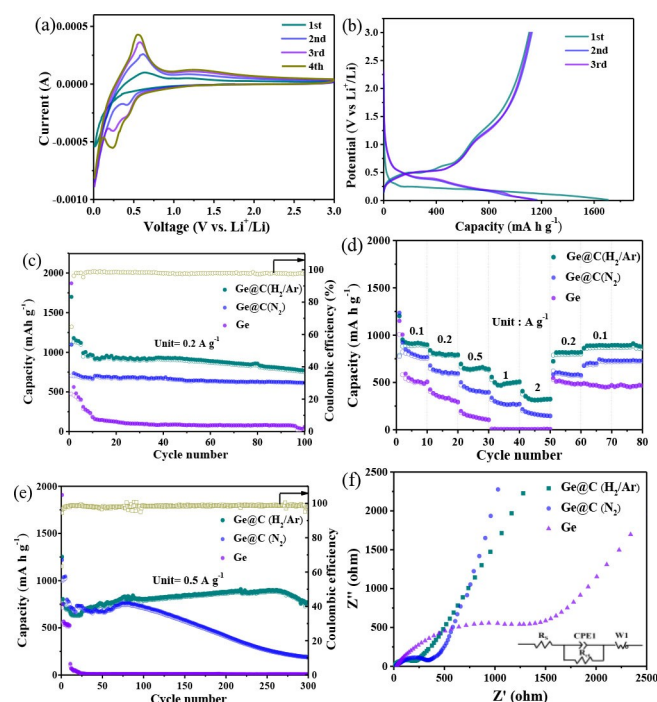 (a)
1st
2nd
3rd
4th
0.0005
0.0000
-0.0005
-0.0010
Current (A)
0.0 0.5 1.0 1.5 2.0 2.5 3.0
Voltage (V vs. Li⁺/Li)
(b)
1st
2nd
3rd
3.0
2.5
2.0
1.5
1.0
0.5
0.0
Potential (V vs Li⁺/Li)
0 400 800 1200 1600
Capacity (mA h g⁻¹)
(c)
Ge@C(H₂/Ar)
Ge@C(N₂)
Ge
Unit= 0.2 A g⁻¹
2000
1500
1000
500
0
Capacity (mAh g⁻¹)
100
80
60
40
20
0
Coulombic efficiency (%)
0 20 40 60 80 100
Cycle number
(d)
Ge@C(H₂/Ar)
Ge@C(N₂)
Ge
Unit : A g⁻¹
0.1 0.2 0.5 1 2 0.2 0.1
2000
1500
1000
500
0
Capacity (mAh g⁻¹)
0 10 20 30 40 50 60 70 80
Cycle number
(e)
Ge@C (H₂/Ar)
Ge@C (N₂)
Ge
Unit= 0.5 A g⁻¹
2000
1500
1000
500
0
Capacity (mA h g⁻¹)
100
80
60
40
20
0
Coulombic efficiency
0 50 100 150 200 250 300
Cycle number
(f)
Ge@C (H₂/Ar)
Ge@C (N₂)
Ge
2500
2000
1500
1000
500
0
Z'' (ohm)
CPE1
W1
0 500 1000 1500 2000 2500
Z' (ohm)